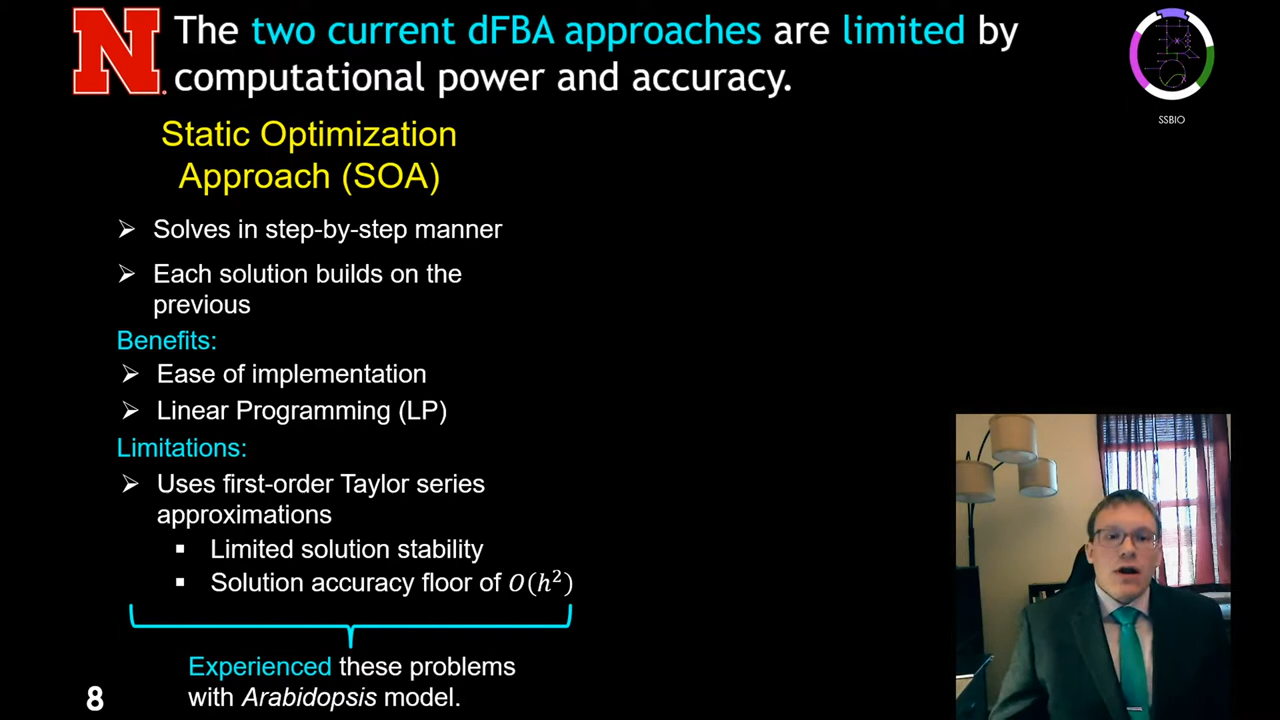 The two current dFBA approaches are limited by
computational power and accuracy.
N
SSBIO
Static Optimization
Approach (SOA)
➢ Solves in step-by-step manner
➢ Each solution builds on the
previous
Benefits:
➢ Ease of implementation
➢ Linear Programming (LP)
Limitations:
➢ Uses first-order Taylor series
approximations
▪ Limited solution stability
▪ Solution accuracy floor of O(h²)
Experienced these problems
with Arabidopsis model.
8